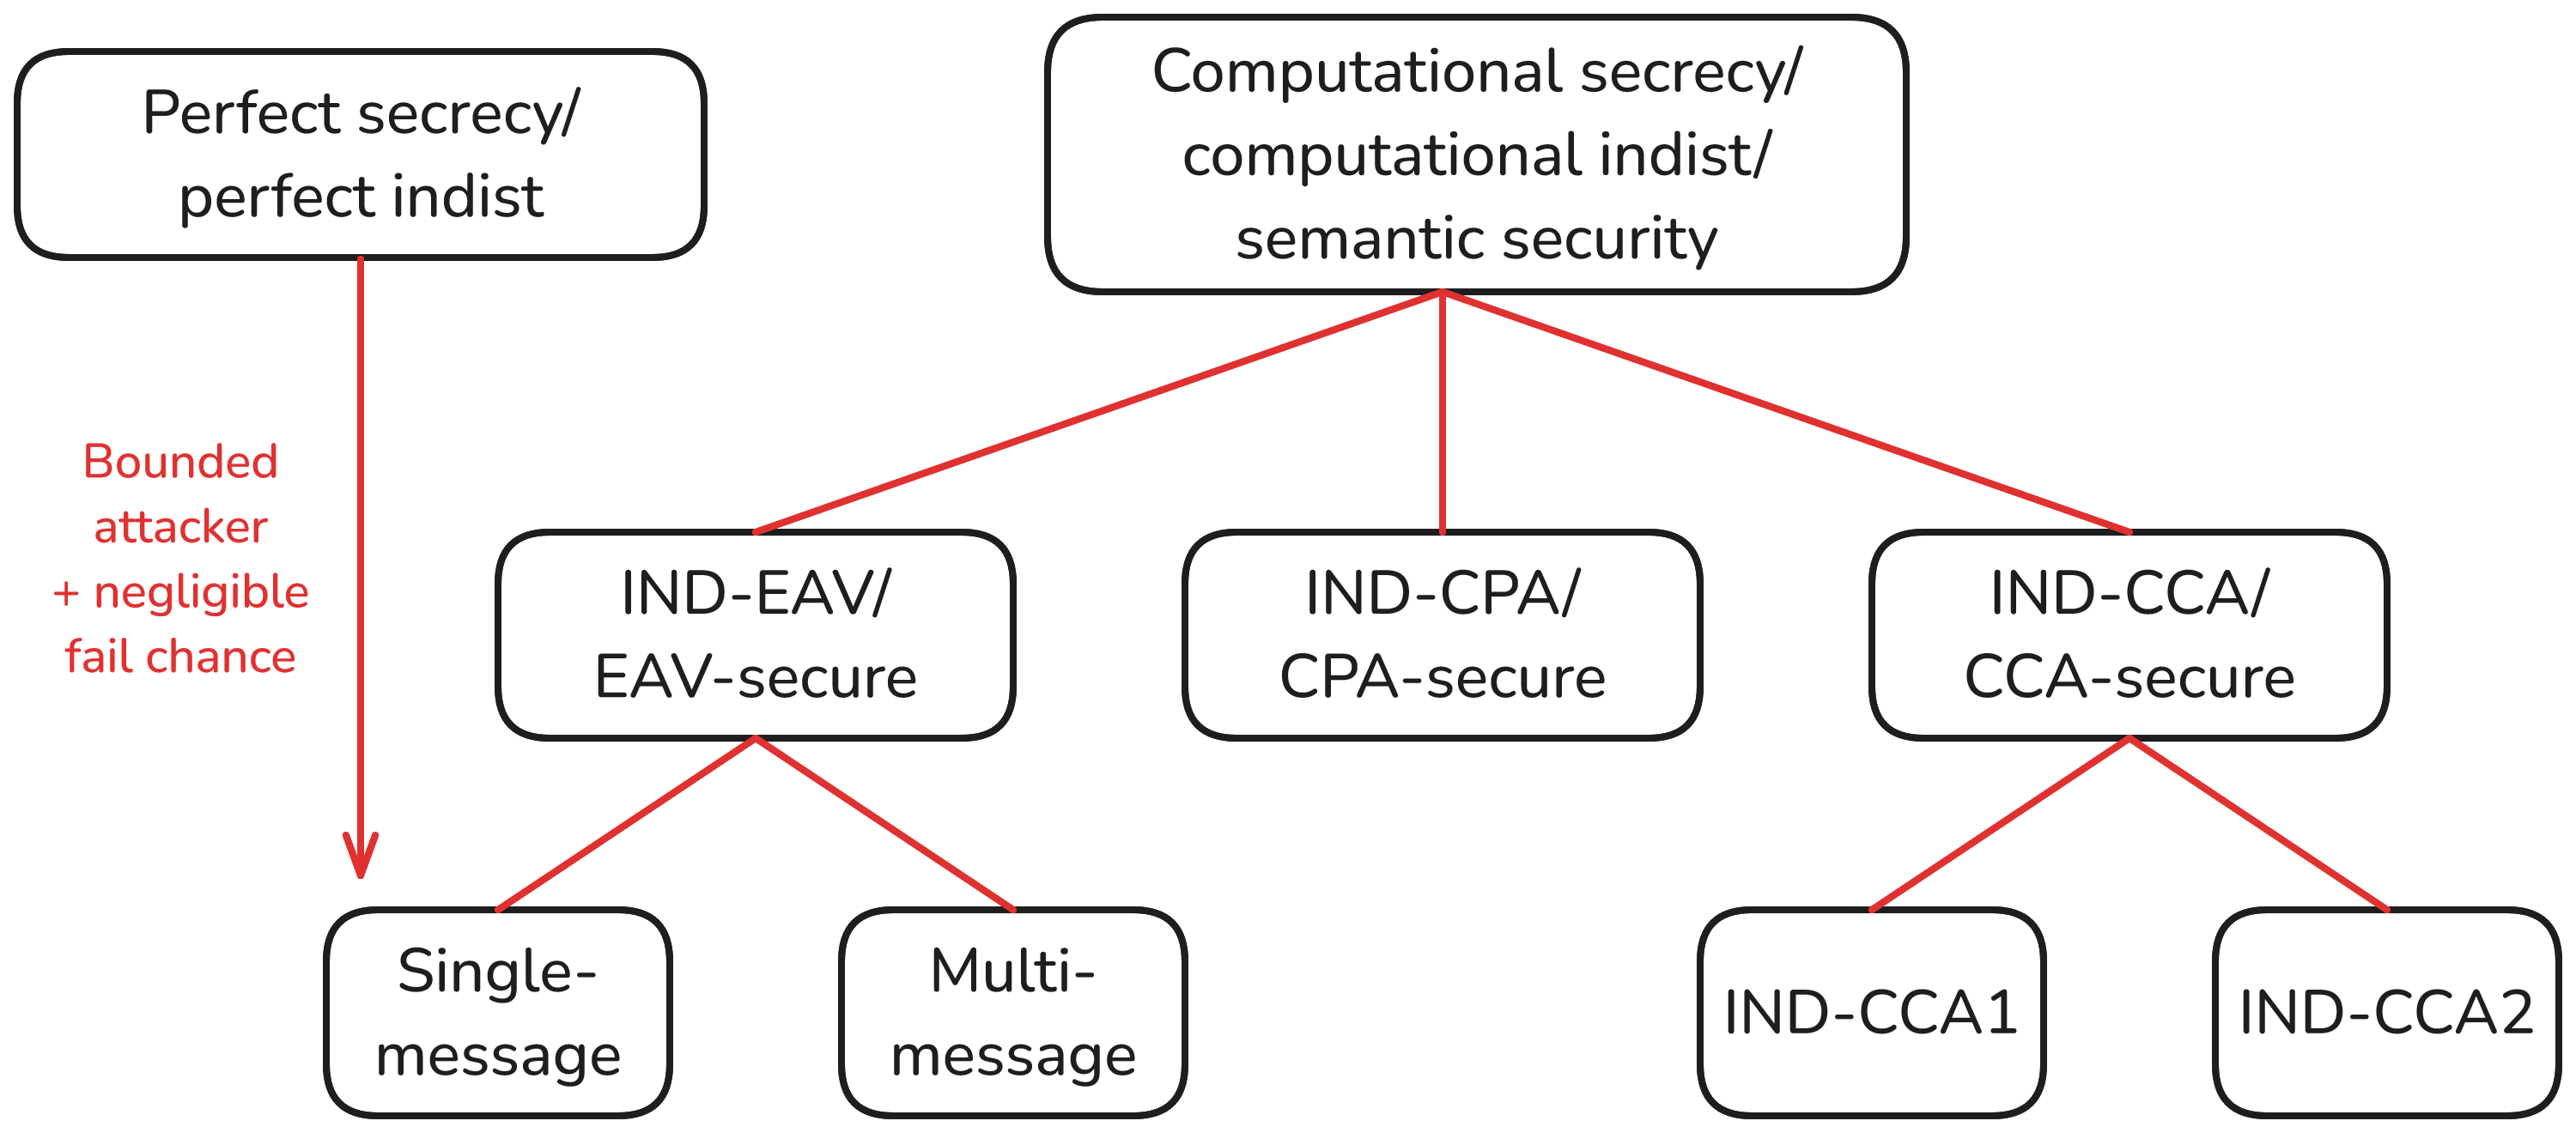 Perfect secrecy/
perfect indist
Computational secrecy/
computational indist/
semantic security
Bounded
attacker
+ negligible
fail chance
IND-EAV/
EAV-secure
IND-CPA/
CPA-secure
IND-CCA/
CCA-secure
Single-
message
Multi-
message
IND-CCA1
IND-CCA2